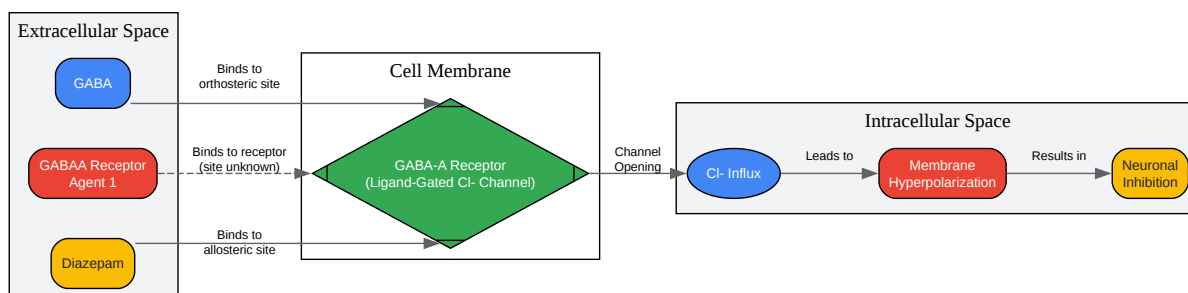 Extracellular Space
GABA
Binds to
orthosteric site
GABAA Receptor
Agent 1
Binds to receptor
(site unknown)
Diazepam
Binds to
allosteric site
Cell Membrane
GABA-A Receptor
(Ligand-Gated Cl- Channel)
Channel
Opening
Intracellular Space
Cl- Influx
Leads to
Membrane
Hyperpolarization
Results in
Neuronal
Inhibition